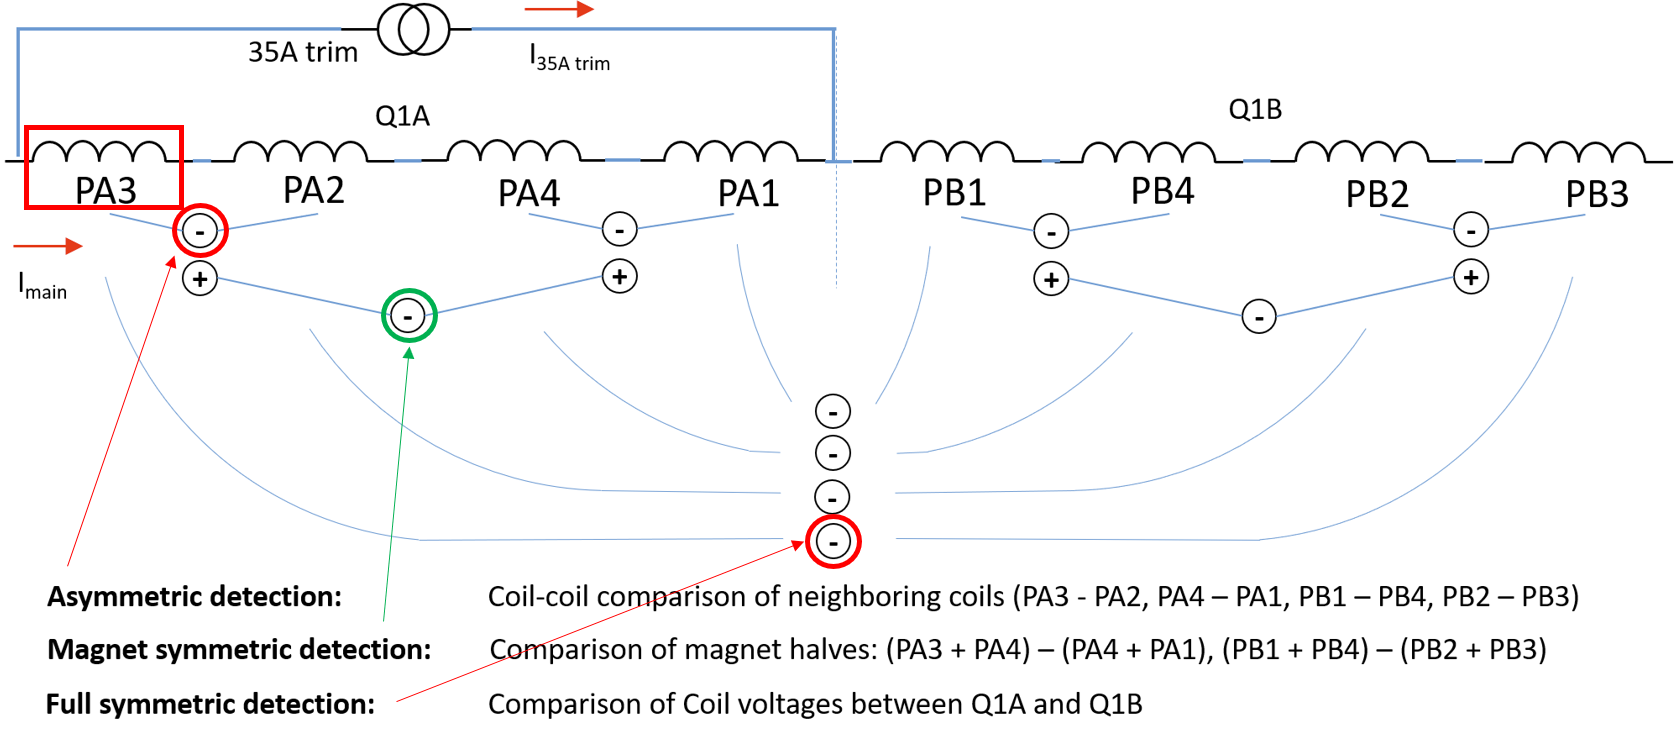 35A trim
I35A trim
Q1A
Q1B
PA3
PA2
PA4
PA1
PB1
PB4
PB2
PB3
- - - -
Imain
+ + + +
- -
-
-
-
-
Asymmetric detection: Coil-coil comparison of neighboring coils (PA3 - PA2, PA4 – PA1, PB1 – PB4, PB2 – PB3)
Magnet symmetric detection: Comparison of magnet halves: (PA3 + PA4) – (PA4 + PA1), (PB1 + PB4) – (PB2 + PB3)
Full symmetric detection: Comparison of Coil voltages between Q1A and Q1B